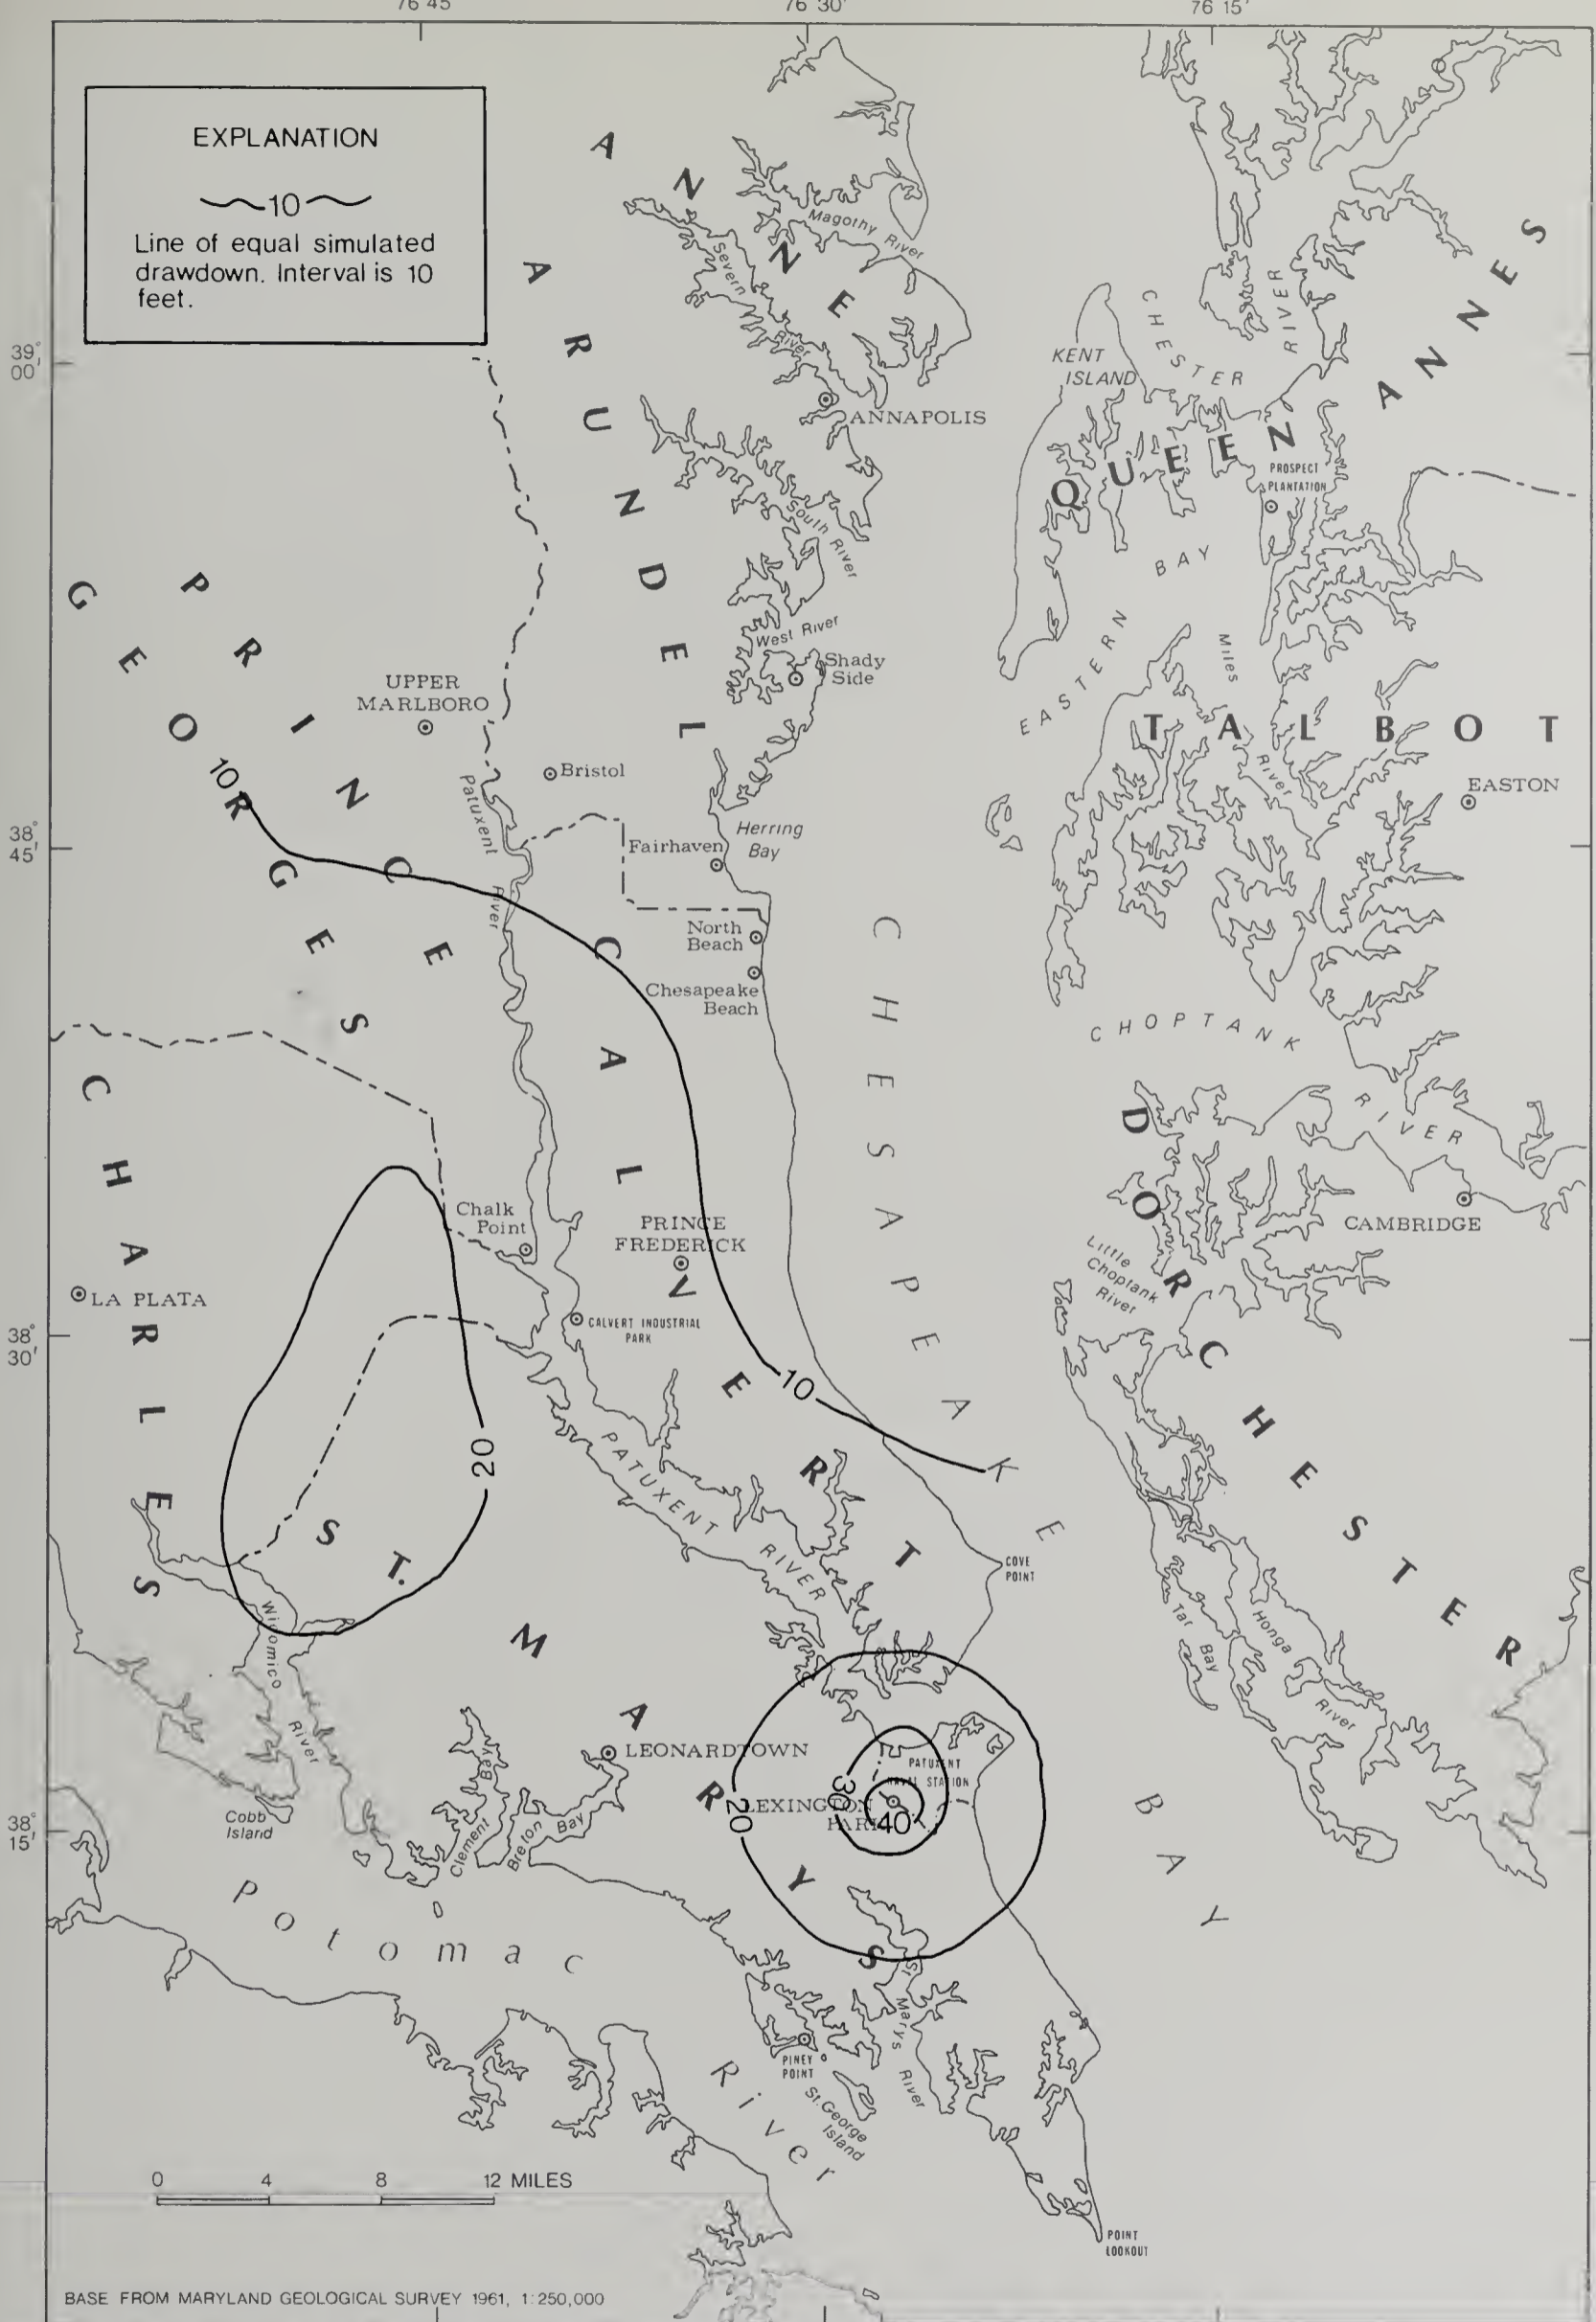 76 45
76 30'
76 15'
EXPLANATION
10
Line of equal simulated
drawdown. Interval is 10
feet.
39°
00'
38°
45'
38°
30'
38°
15'
ANNE
ARUNDEL
Magothy River
Severn
River
ANNAPOLIS
South River
West River
Shady
Side
KENT
ISLAND
CHESTER
RIVER
QUEEN ANNES
PROSPECT
PLANTATION
EASTERN BAY
Miles
River
TALBOT
EASTON
PRINCE
GEORGES
UPPER
MARLBORO
Bristol
Patuxent
River
Fairhaven
Herring
Bay
North
Beach
Chesapeake
Beach
10
CALVERT
CHESAPEAKE
BAY
CHOPTANK
RIVER
CAMBRIDGE
DORCHESTER
Little
Choptank
River
CHARLES
LA PLATA
Chalk
Point
PRINCE
FREDERICK
CALVERT INDUSTRIAL
PARK
10
20
PATUXENT
RIVER
COVE
POINT
Tar
Bay
Honga
River
ST. MARYS
Wicomico
River
Cobb
Island
Clement
Bay
Breton
Bay
LEONARDTOWN
LEXINGTON
PARK
PATUXENT
NAVAL STATION
20
30
40
Potomac
River
St.
Marys
River
PINEY
POINT
St. George
Island
POINT
LOOKOUT
0 4 8 12 MILES
BASE FROM MARYLAND GEOLOGICAL SURVEY 1961, 1:250,000